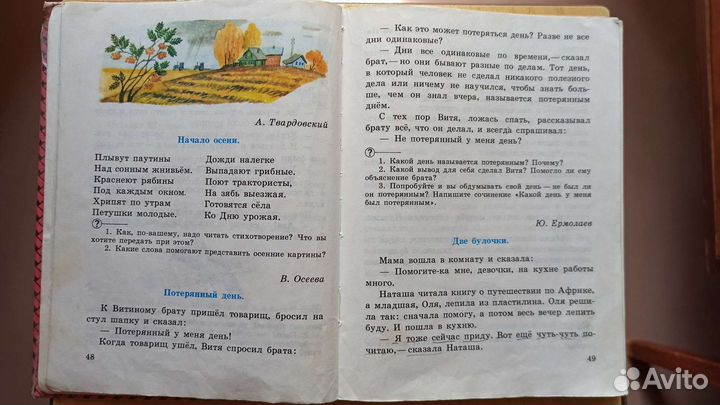 А. Твардовский
Начало осени.
Плывут паутины
Над сонным жнивьём.
Краснеют рябины
Под каждым окном.
Хрипят по утрам
Петушки молодые.
Дожди налегке
Выпадают грибные.
Поют трактористы,
На зябь выезжая.
Готовятся сёла
Ко Дню урожая.
?
1. Как, по-вашему, надо читать стихотворение? Что вы
хотите передать при этом?
2. Какие слова помогают представить осенние картины?
В. Осеева
Потерянный день.
К Витиному брату пришёл товарищ, бросил на
стул шапку и сказал:
— Потерянный у меня день!
Когда товарищ ушёл, Витя спросил брата:
48
— Как это может потеряться день? Разве не все
дни одинаковые?
— Дни все одинаковые по времени,— сказал
брат,— но они бывают разные по делам. Тот день,
в который человек не сделал никакого полезного
дела или ничему не научился, чтобы знать боль-
ше, чем он знал вчера, называется потерянным
днём.
С тех пор Витя, ложась спать, рассказывал
брату всё, что он делал, и всегда спрашивал:
— Не потерянный у меня день?
?
1. Какой день называется потерянным? Почему?
2. Какой вывод для себя сделал Витя? Помогло ли ему
объяснение брата?
3. Попробуйте и вы обдумывать свой день — не был ли
он потерянным? Напишите сочинение «Какой день у меня
был потерянным».
Ю. Ермолаев
Две булочки.
Мама вошла в комнату и сказала:
— Помогите-ка мне, девочки, на кухне работы
много.
Наташа читала книгу о путешествии по Африке,
а младшая, Оля, лепила из пластилина. Оля реши-
ла так: сначала помогу, а потом весь вечер лепить
буду. И пошла в кухню.
— Я тоже сейчас приду. Вот ещё чуть-чуть по-
читаю,— сказала Наташа.
49
Avito